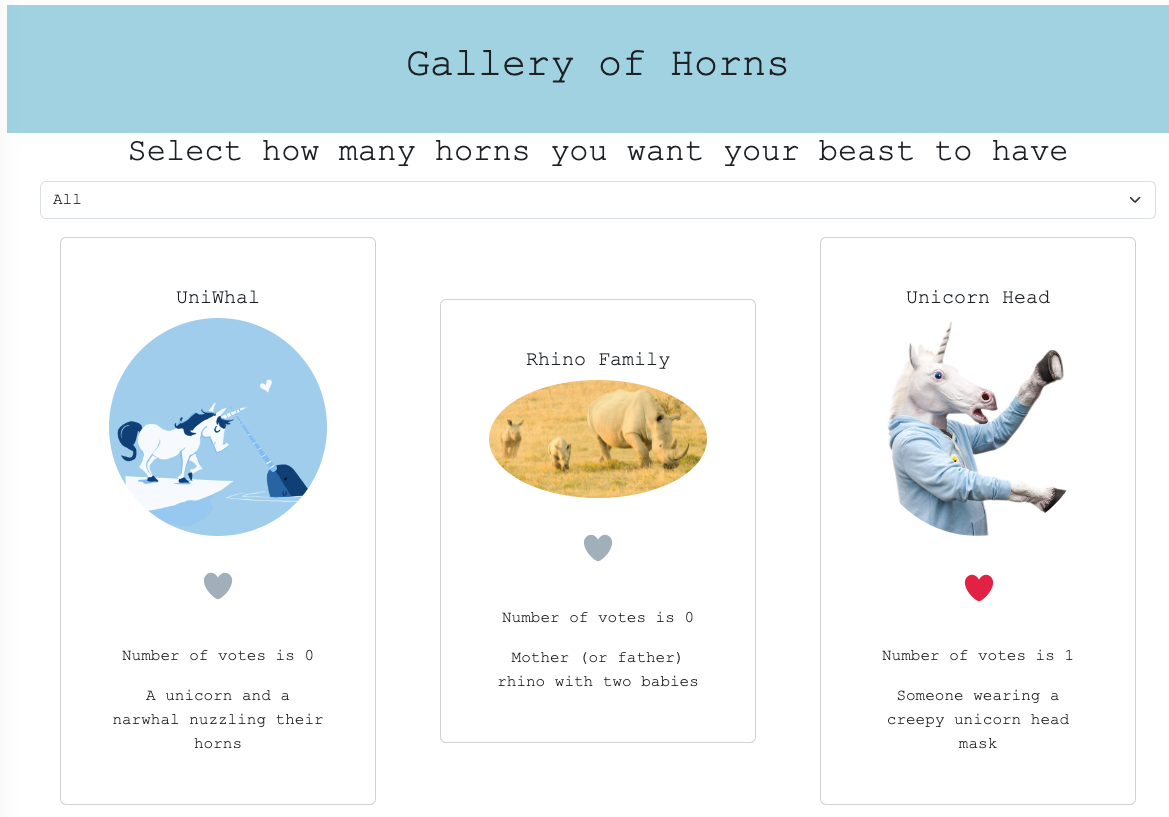 Gallery of Horns
Select how many horns you want your beast to have
All
UniWhal
Number of votes is 0
A unicorn and a
narwhal nuzzling their
horns
Rhino Family
Number of votes is 0
Mother (or father)
rhino with two babies
Unicorn Head
Number of votes is 1
Someone wearing a
creepy unicorn head
mask